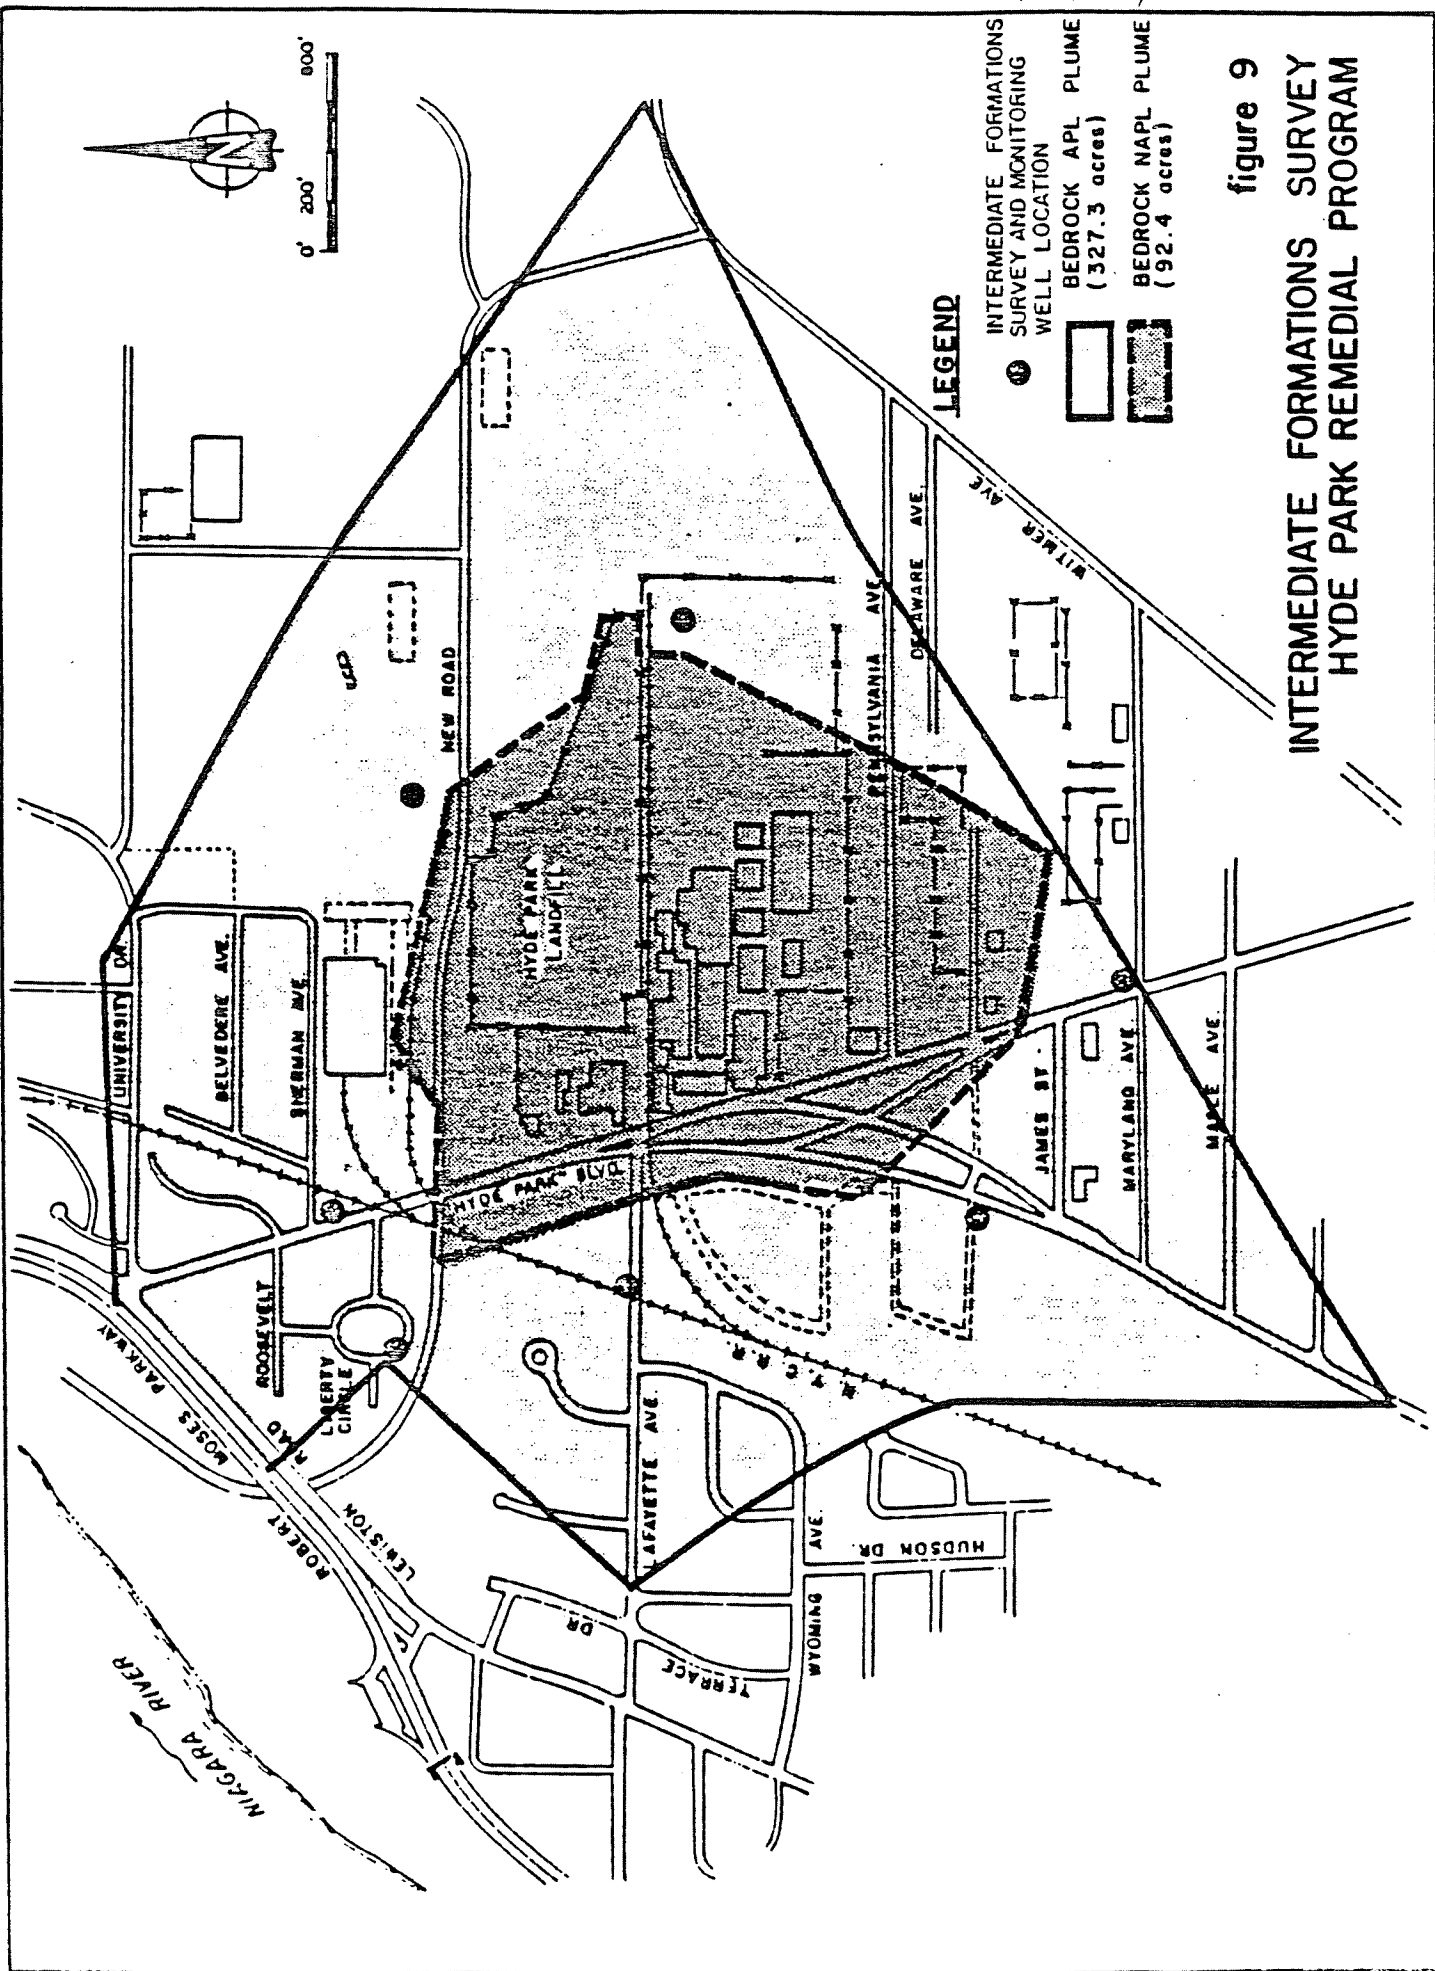 0' 200' 800'
N
LEGEND
INTERMEDIATE FORMATIONS
SURVEY AND MONITORING
WELL LOCATION
BEDROCK APL PLUME
(327.3 acres)
BEDROCK NAPL PLUME
(92.4 acres)
figure 9
INTERMEDIATE FORMATIONS SURVEY
HYDE PARK REMEDIAL PROGRAM
NIAGARA RIVER
ROBERT MOSES PARKWAY
LEWISTON ROAD
UNIVERSITY DR.
BELVEDERE AVE.
SHERMAN AVE.
ROOSEVELT
LIBERTY
CIRCLE
NEW ROAD
HYDE PARK
LANDFILL
HYDE PARK BLVD.
LAFAYETTE AVE.
TERRACE DR
WYOMING AVE.
HUDSON DR.
N.Y.C. R.R.
PENNSYLVANIA AVE.
DELAWARE AVE.
WITMER AVE
JAMES ST.
MARYLAND AVE.
MAPLE AVE.